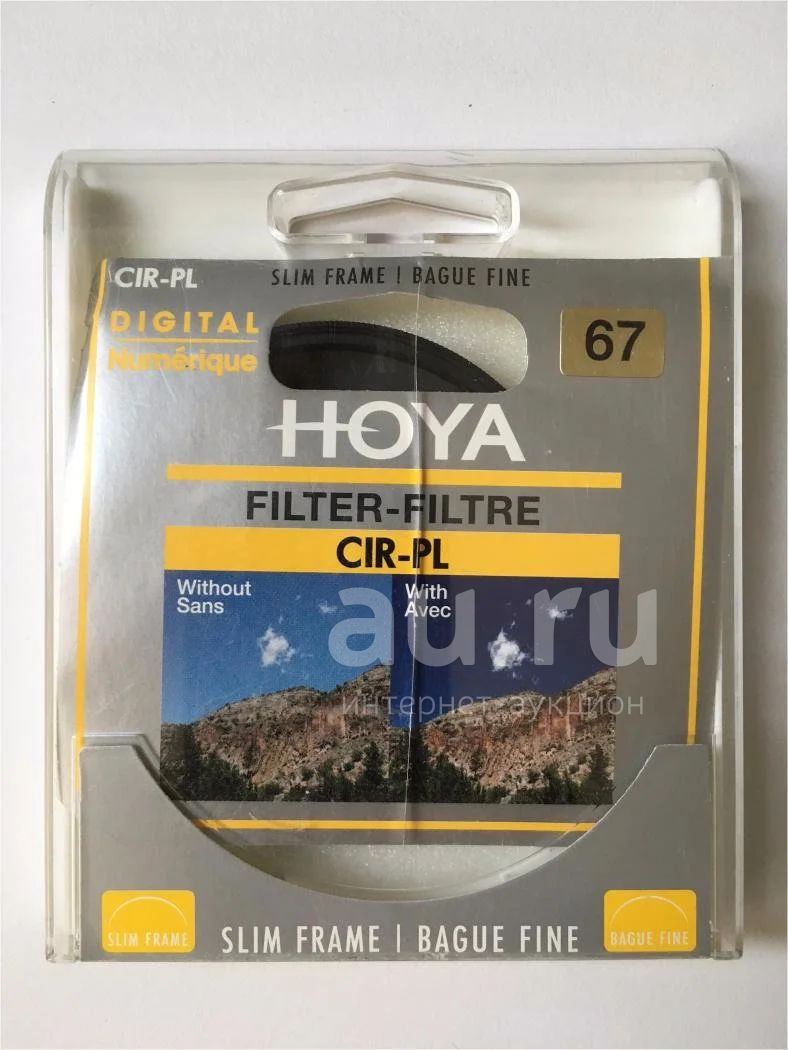 CIR-PL
SLIM FRAME | BAGUE FINE
DIGITAL
Numérique
67
HOYA
FILTER-FILTRE
CIR-PL
Without
Sans
With
Avec
au.ru
интернет-аукцион
SLIM FRAME
SLIM FRAME | BAGUE FINE
BAGUE FINE